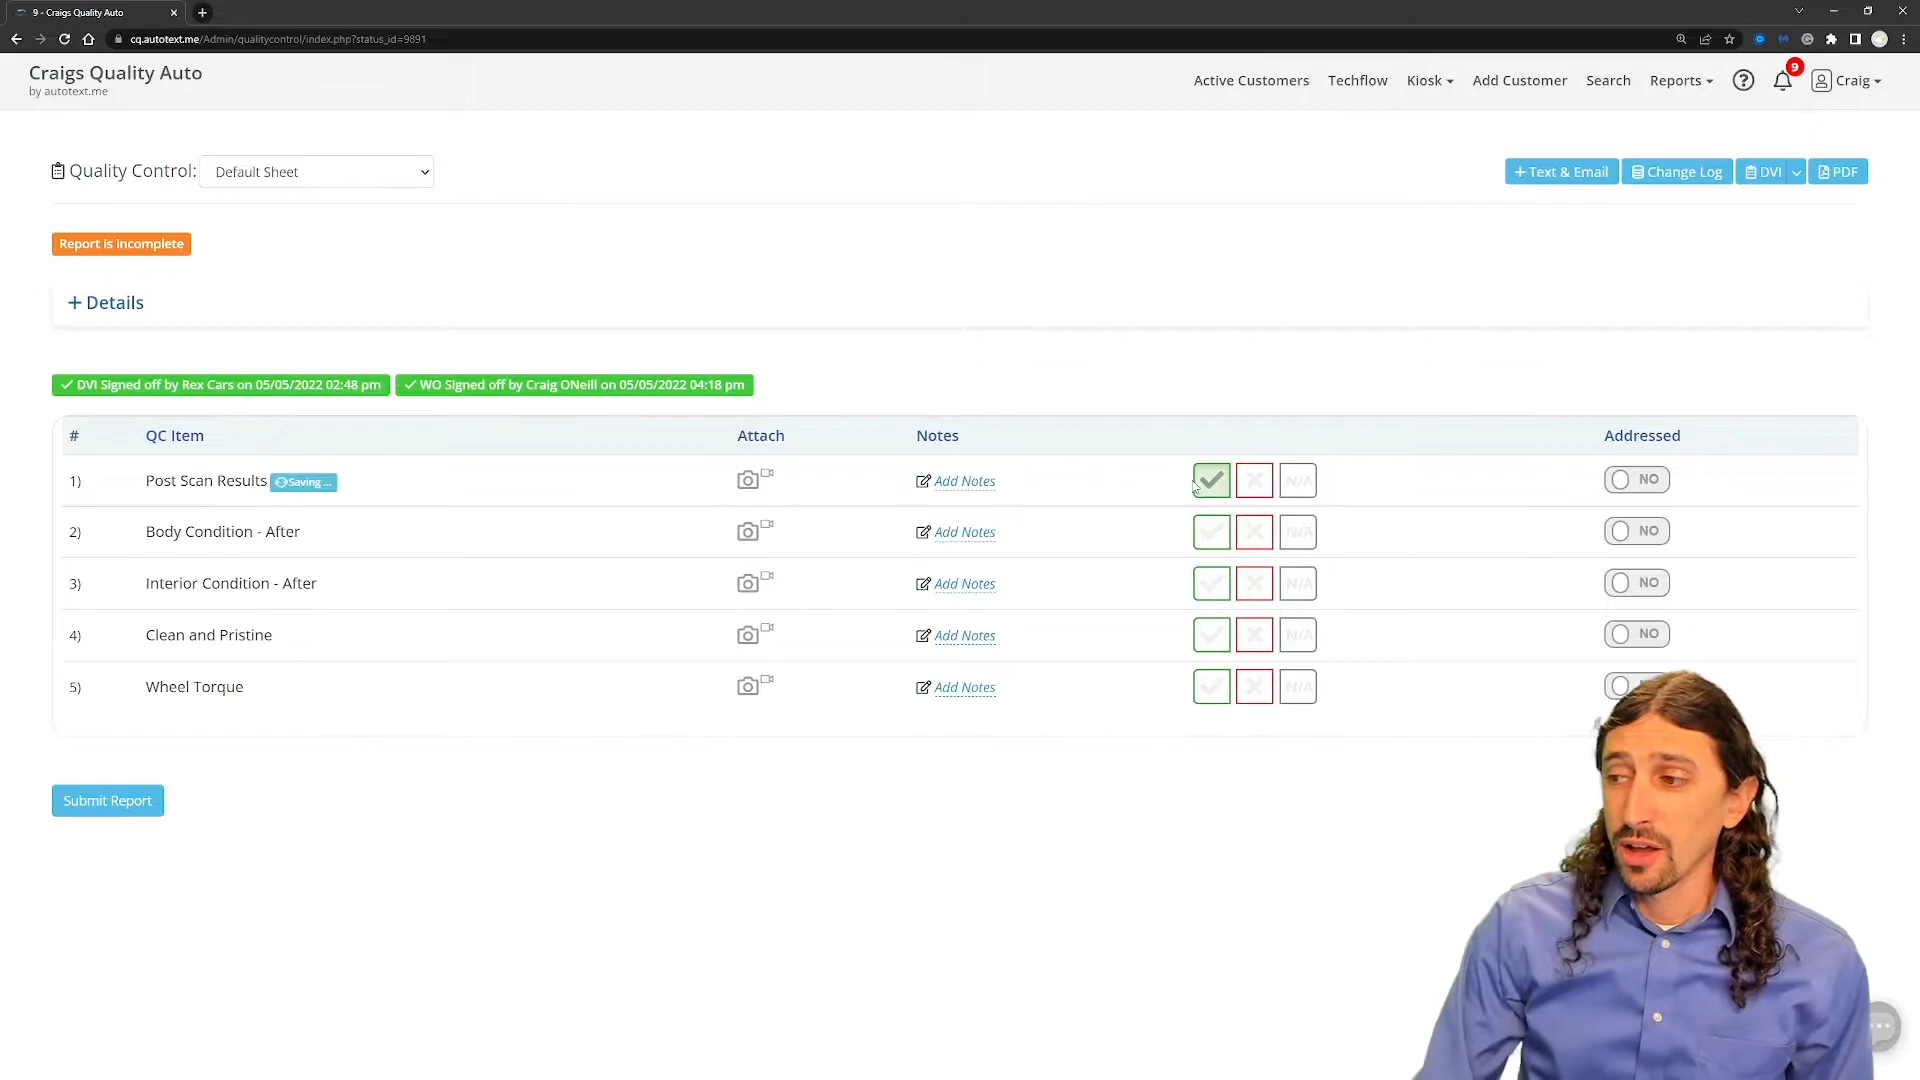 9 - Craigs Quality Auto
cq.autotext.me/Admin/qualitycontrol/index.php?status_id=9891
Craigs Quality Auto
by autotext.me
Active Customers Techflow Kiosk Add Customer Search Reports 9 Craig
Quality Control: Default Sheet
+ Text & Email Change Log DVI PDF
Report is incomplete
+ Details
DVI Signed off by Rex Cars on 05/05/2022 02:48 pm WO Signed off by Craig ONeill on 05/05/2022 04:18 pm
# QC Item Attach Notes Addressed
1) Post Scan Results Saving ... Add Notes N/A NO
2) Body Condition - After Add Notes N/A NO
3) Interior Condition - After Add Notes N/A NO
4) Clean and Pristine Add Notes N/A NO
5) Wheel Torque Add Notes N/A
Submit Report